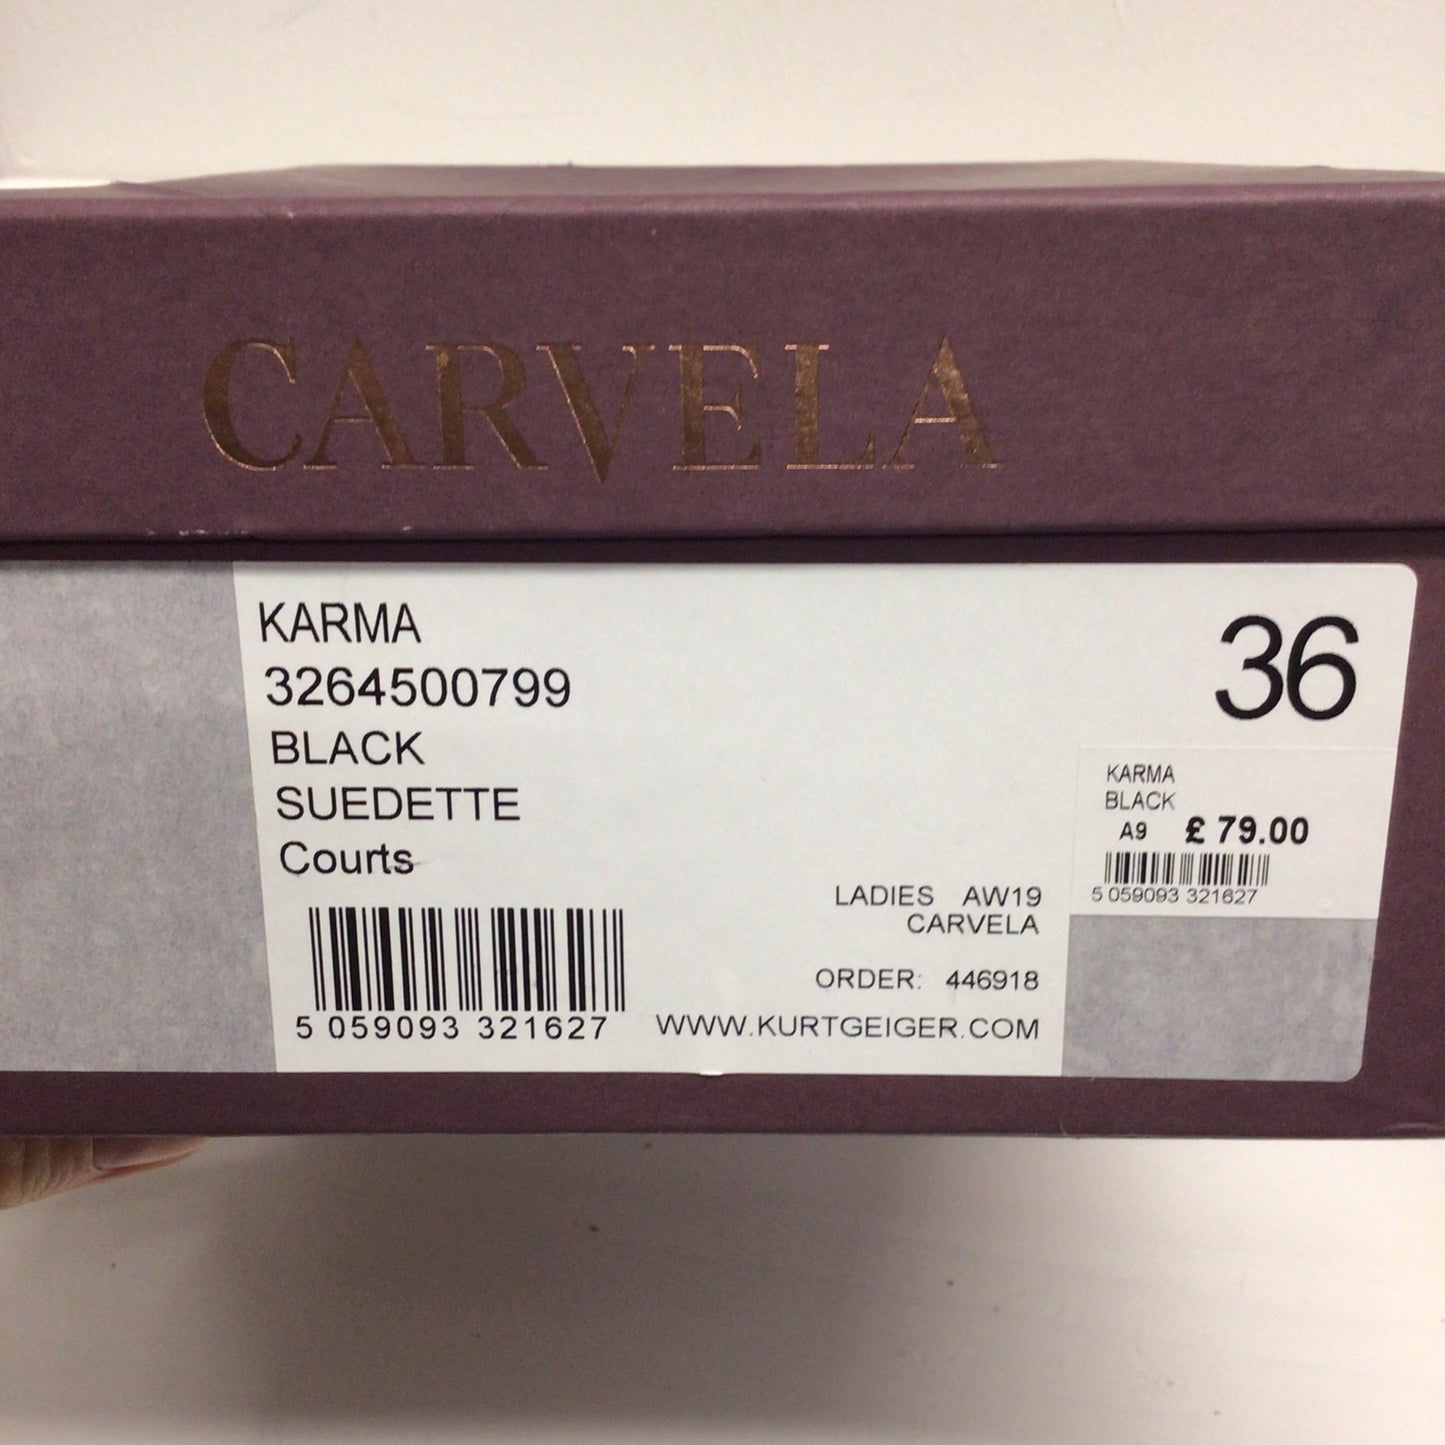 CARVELA
KARMA
3264500799
BLACK
SUEDETTE
Courts
5 059093 321627
36
KARMA
BLACK
A9 £ 79.00
5 059093 321627
LADIES AW19
CARVELA
ORDER: 446918
WWW.KURTGEIGER.COM